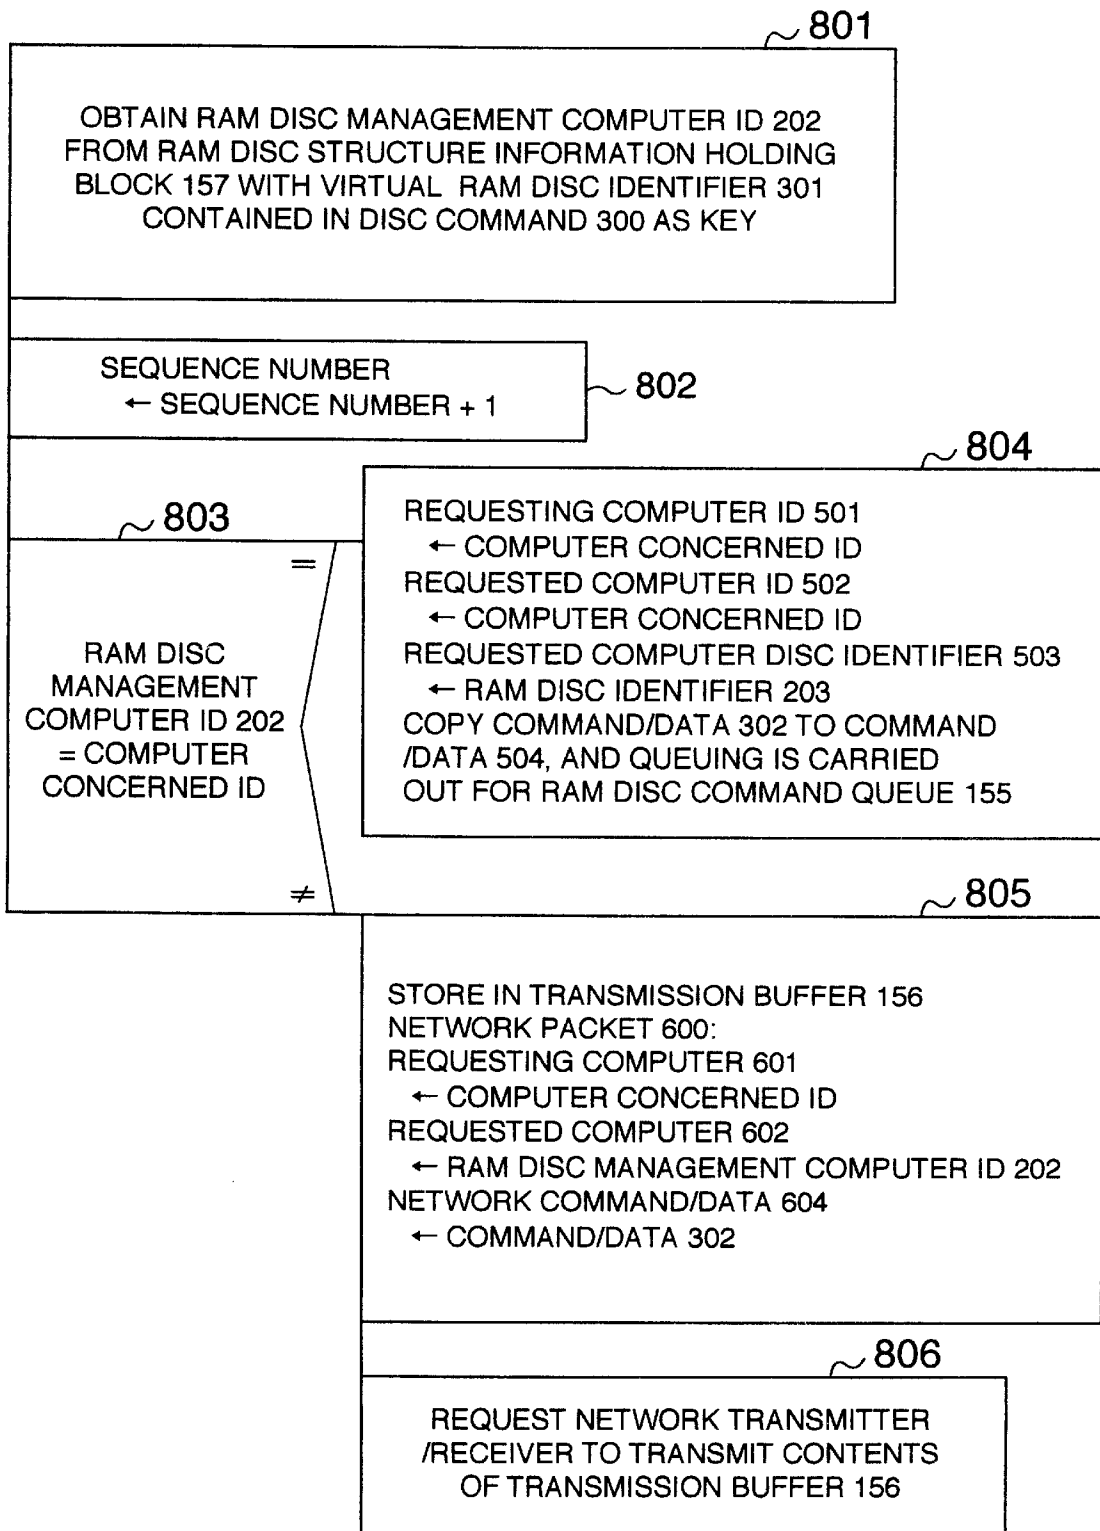 801
OBTAIN RAM DISC MANAGEMENT COMPUTER ID 202
FROM RAM DISC STRUCTURE INFORMATION HOLDING
BLOCK 157 WITH VIRTUAL RAM DISC IDENTIFIER 301
CONTAINED IN DISC COMMAND 300 AS KEY
SEQUENCE NUMBER
← SEQUENCE NUMBER + 1
802
803
=
RAM DISC
MANAGEMENT
COMPUTER ID 202
= COMPUTER
CONCERNED ID
≠
804
REQUESTING COMPUTER ID 501
← COMPUTER CONCERNED ID
REQUESTED COMPUTER ID 502
← COMPUTER CONCERNED ID
REQUESTED COMPUTER DISC IDENTIFIER 503
← RAM DISC IDENTIFIER 203
COPY COMMAND/DATA 302 TO COMMAND
/DATA 504, AND QUEUING IS CARRIED
OUT FOR RAM DISC COMMAND QUEUE 155
805
STORE IN TRANSMISSION BUFFER 156
NETWORK PACKET 600:
REQUESTING COMPUTER 601
← COMPUTER CONCERNED ID
REQUESTED COMPUTER 602
← RAM DISC MANAGEMENT COMPUTER ID 202
NETWORK COMMAND/DATA 604
← COMMAND/DATA 302
806
REQUEST NETWORK TRANSMITTER
/RECEIVER TO TRANSMIT CONTENTS
OF TRANSMISSION BUFFER 156